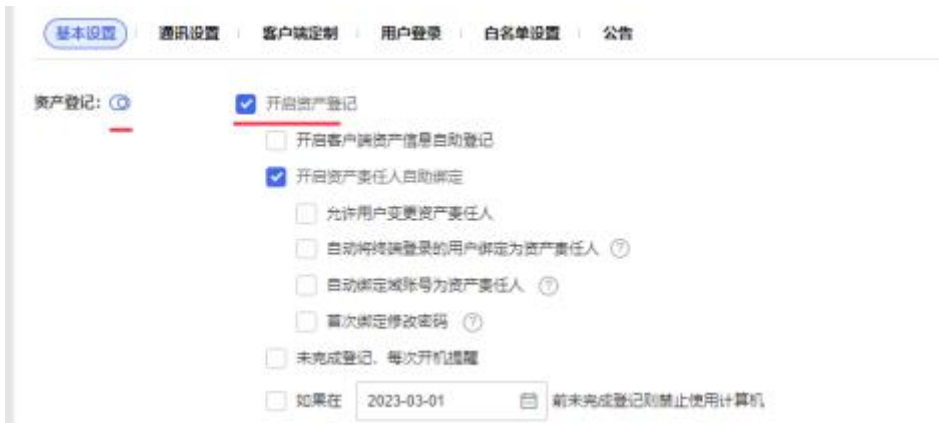 基本设置 通讯设置 客户端定制 用户登录 白名单设置 公告
资产登记: 开启资产登记
开启客户端资产信息自助登记
开启资产责任人自助绑定
允许用户变更资产责任人
自动将终端登录的用户绑定为资产责任人
自动绑定域账号为资产责任人
首次绑定修改密码
未完成登记、每次开机提醒
如果在 2023-03-01 前未完成登记则禁止使用计算机